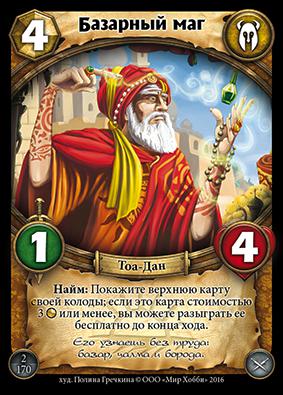 4
Базарный маг
1
4
Тоа-Дан
Найм: Покажите верхнюю карту
своей колоды; если это карта стоимостью
3 или менее, вы можете разыграть ее
бесплатно до конца хода.
Его узнаешь без труда:
базар, чалма и борода.
2
170
худ. Полина Гречкина © ООО «Мир Хобби» 2016